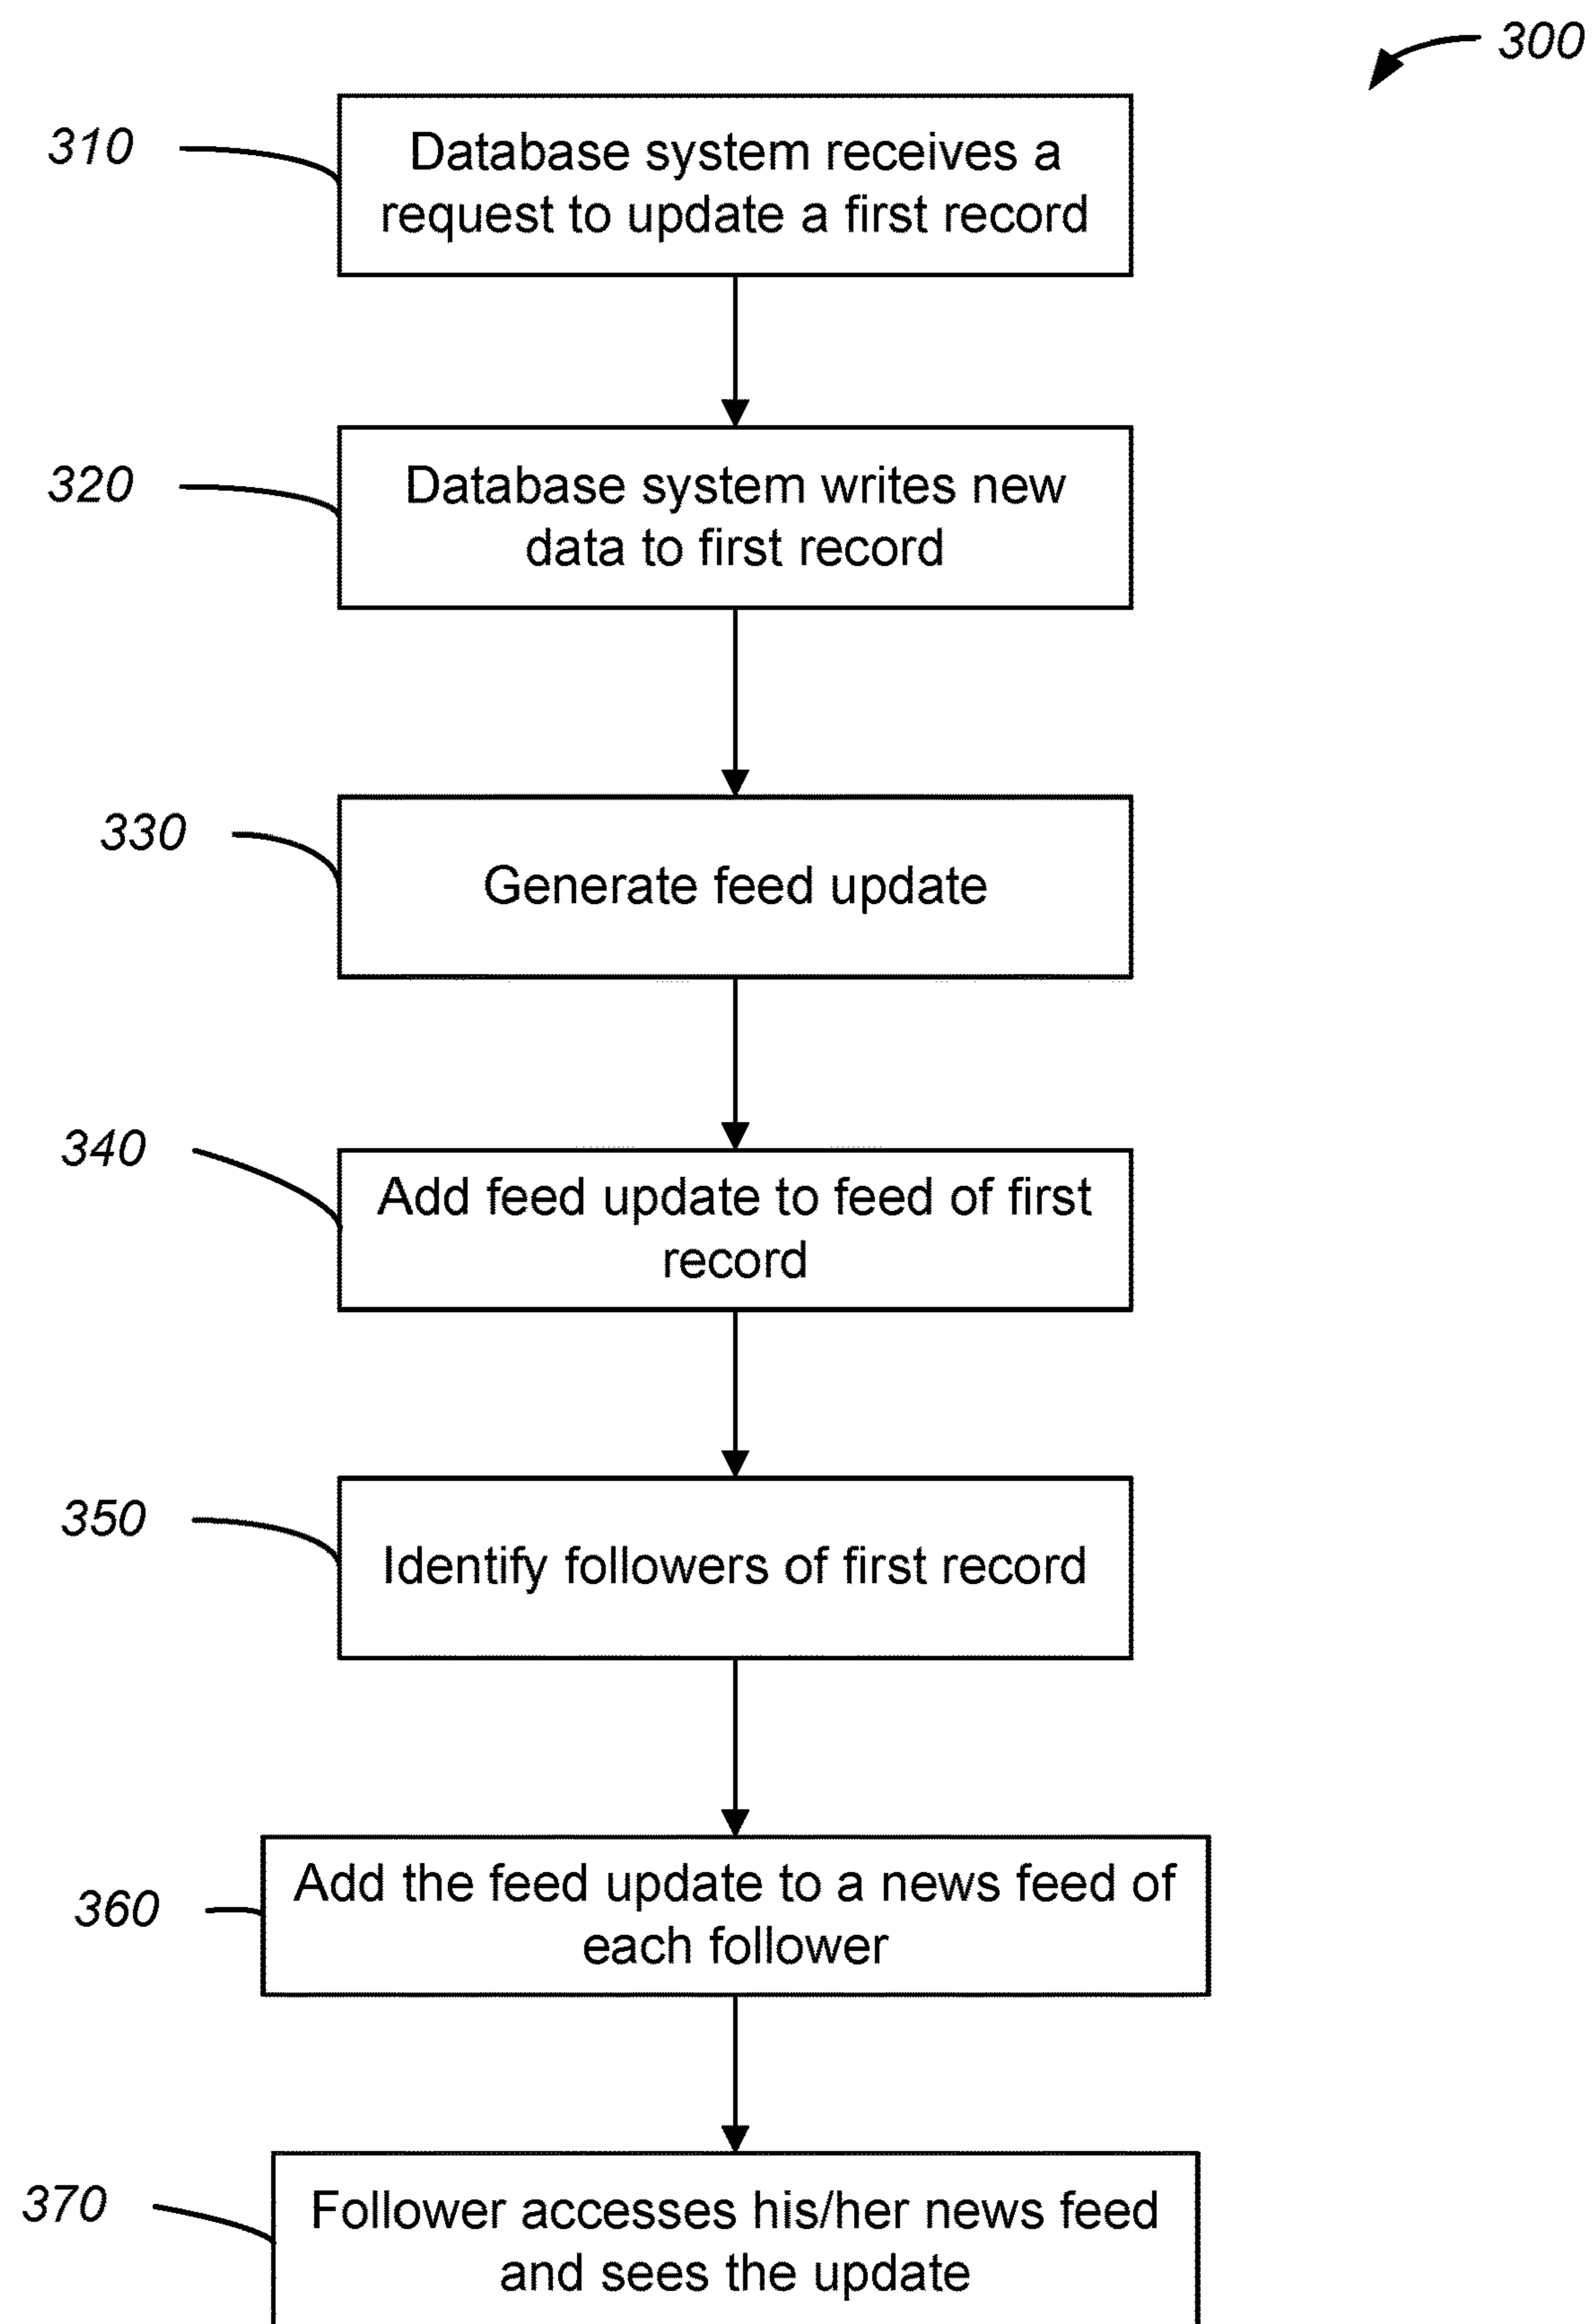 300
310
Database system receives a
request to update a first record
320
Database system writes new
data to first record
330
Generate feed update
340
Add feed update to feed of first
record
350
Identify followers of first record
360
Add the feed update to a news feed of
each follower
370
Follower accesses his/her news feed
and sees the update